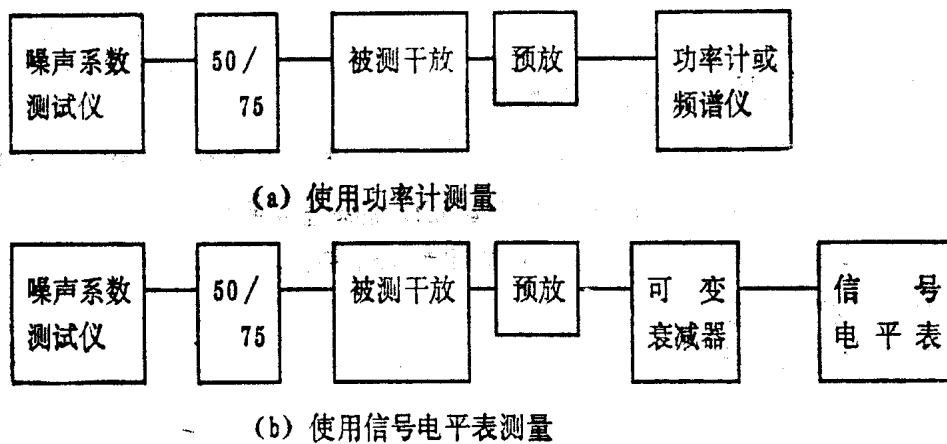 噪声系数 50/ 被测干放 预放 功率计或
测试仪 75 频谱仪
(a) 使用功率计测量
噪声系数 50/ 被测干放 预放 可变 信号
测试仪 75 衰减器 电平表
(b) 使用信号电平表测量